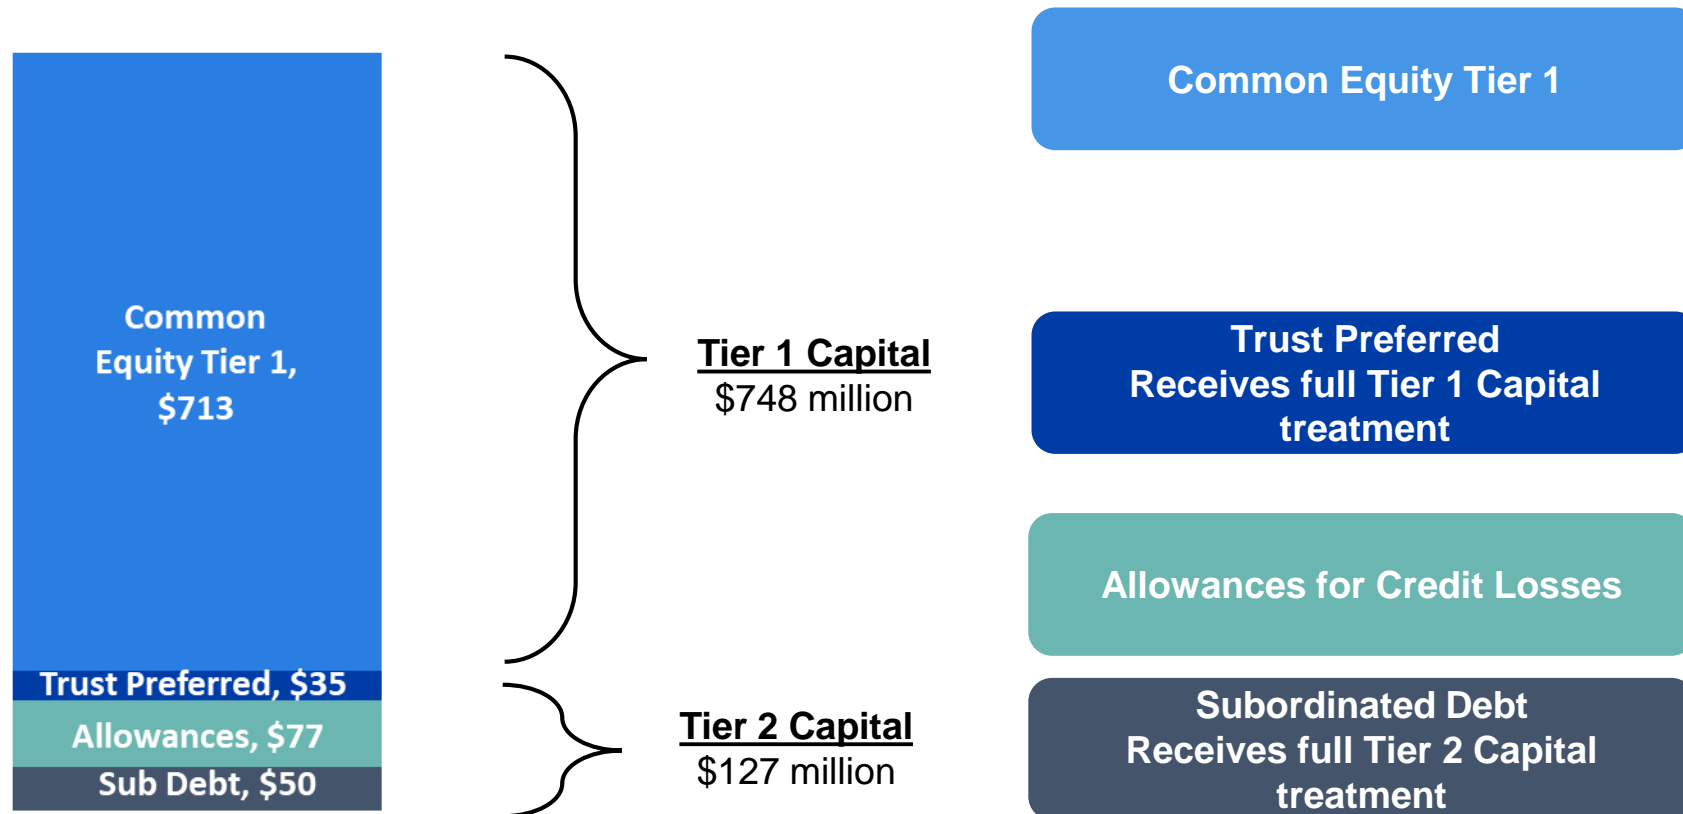 Common
Equity Tier 1,
$713
Trust Preferred, $35
Allowances, $77
Sub Debt, $50
Tier 1 Capital
$748 million
Tier 2 Capital
$127 million
Common Equity Tier 1
Trust Preferred
Receives full Tier 1 Capital
treatment
Allowances for Credit Losses
Subordinated Debt
Receives full Tier 2 Capital
treatment